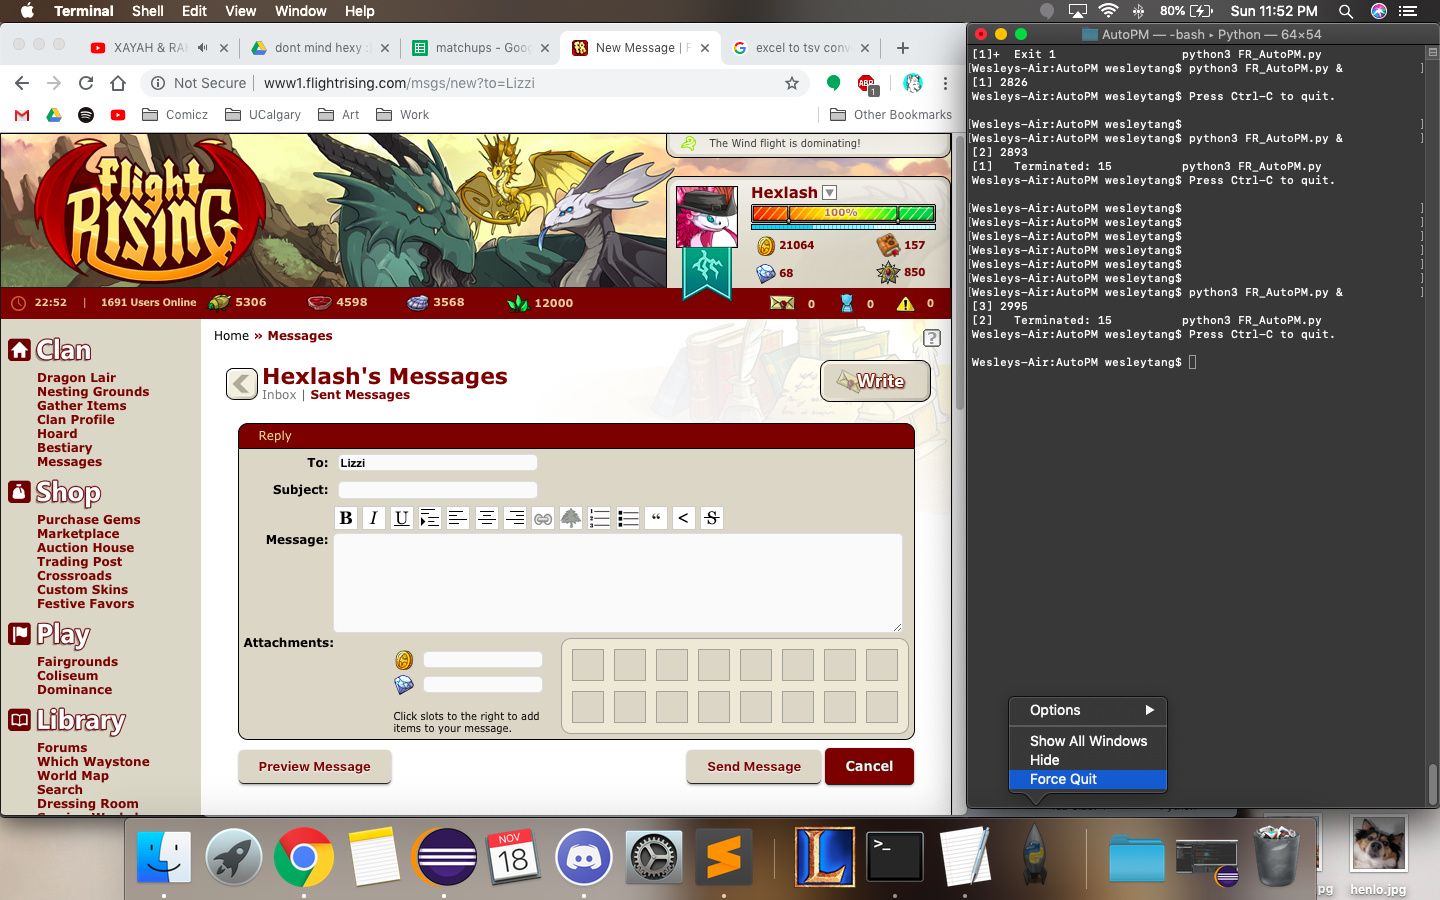 Terminal Shell Edit View Window Help 80% Sun 11:52 PM
XAYAH & RA
dont mind hexy :
matchups - Goo
New Message | F
excel to tsv conv
AutoPM — -bash ▸ Python — 64×54
Not Secure | www1.flightrising.com/msgs/new?to=Lizzi
ABP
1
Comicz UCalgary Art Work Other Bookmarks
Flight
RISING
The Wind flight is dominating!
Hexlash
100%
21064 157
68 850
22:52 | 1691 Users Online 5306 4598 3568 12000 0 0 0
Clan
Dragon Lair
Nesting Grounds
Gather Items
Clan Profile
Hoard
Bestiary
Messages
Shop
Purchase Gems
Marketplace
Auction House
Trading Post
Crossroads
Custom Skins
Festive Favors
Play
Fairgrounds
Coliseum
Dominance
Library
Forums
Which Waystone
World Map
Search
Dressing Room
Home » Messages
?
Hexlash's Messages
Inbox | Sent Messages
Write
Reply
To: Lizzi
Subject:
B I U “ < S
Message:
Attachments:
Click slots to the right to add
items to your message.
Preview Message Send Message Cancel
[1]+ Exit 1 python3 FR_AutoPM.py
[Wesleys-Air:AutoPM wesleytang$ python3 FR_AutoPM.py & ]
[1] 2826
Wesleys-Air:AutoPM wesleytang$ Press Ctrl-C to quit.
[Wesleys-Air:AutoPM wesleytang$ ]
[Wesleys-Air:AutoPM wesleytang$ python3 FR_AutoPM.py & ]
[2] 2893
[1] Terminated: 15 python3 FR_AutoPM.py
Wesleys-Air:AutoPM wesleytang$ Press Ctrl-C to quit.
[Wesleys-Air:AutoPM wesleytang$ ]
[Wesleys-Air:AutoPM wesleytang$ ]
[Wesleys-Air:AutoPM wesleytang$ ]
[Wesleys-Air:AutoPM wesleytang$ ]
[Wesleys-Air:AutoPM wesleytang$ ]
[Wesleys-Air:AutoPM wesleytang$ ]
[Wesleys-Air:AutoPM wesleytang$ python3 FR_AutoPM.py & ]
[3] 2995
[2] Terminated: 15 python3 FR_AutoPM.py
Wesleys-Air:AutoPM wesleytang$ Press Ctrl-C to quit.
Wesleys-Air:AutoPM wesleytang$
Options
Show All Windows
Hide
Force Quit
NOV
18
L
>_
pg
henlo.jpg